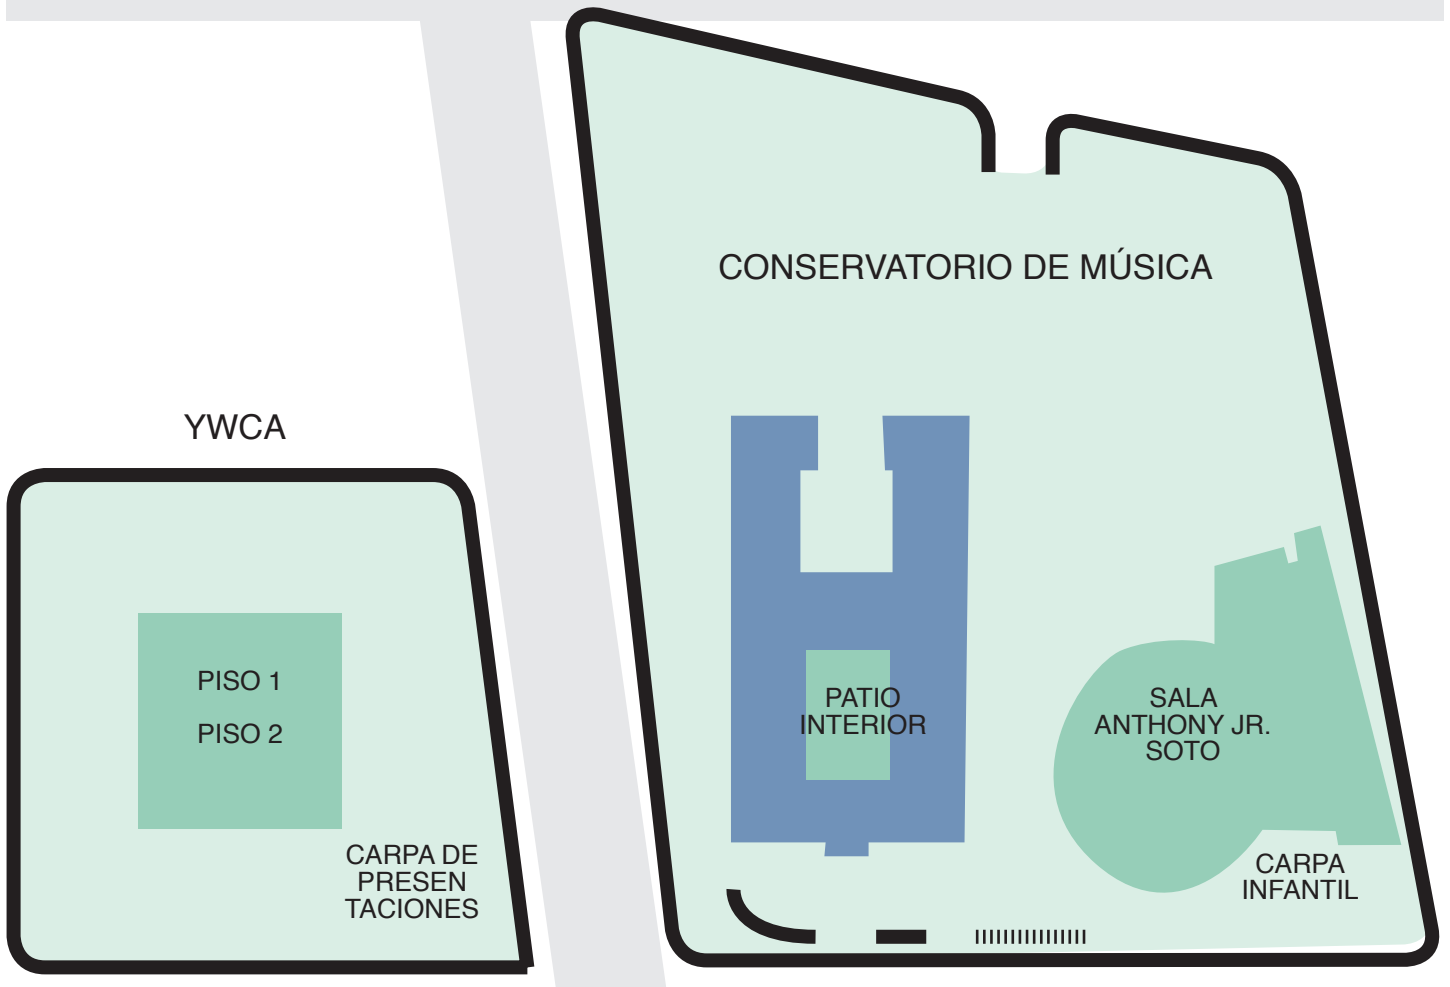 CONSERVATORIO DE MÚSICA
YWCA
PISO 1
PISO 2
CARPA DE
PRESEN
TACIONES
PATIO
INTERIOR
SALA
ANTHONY JR.
SOTO
CARPA
INFANTIL